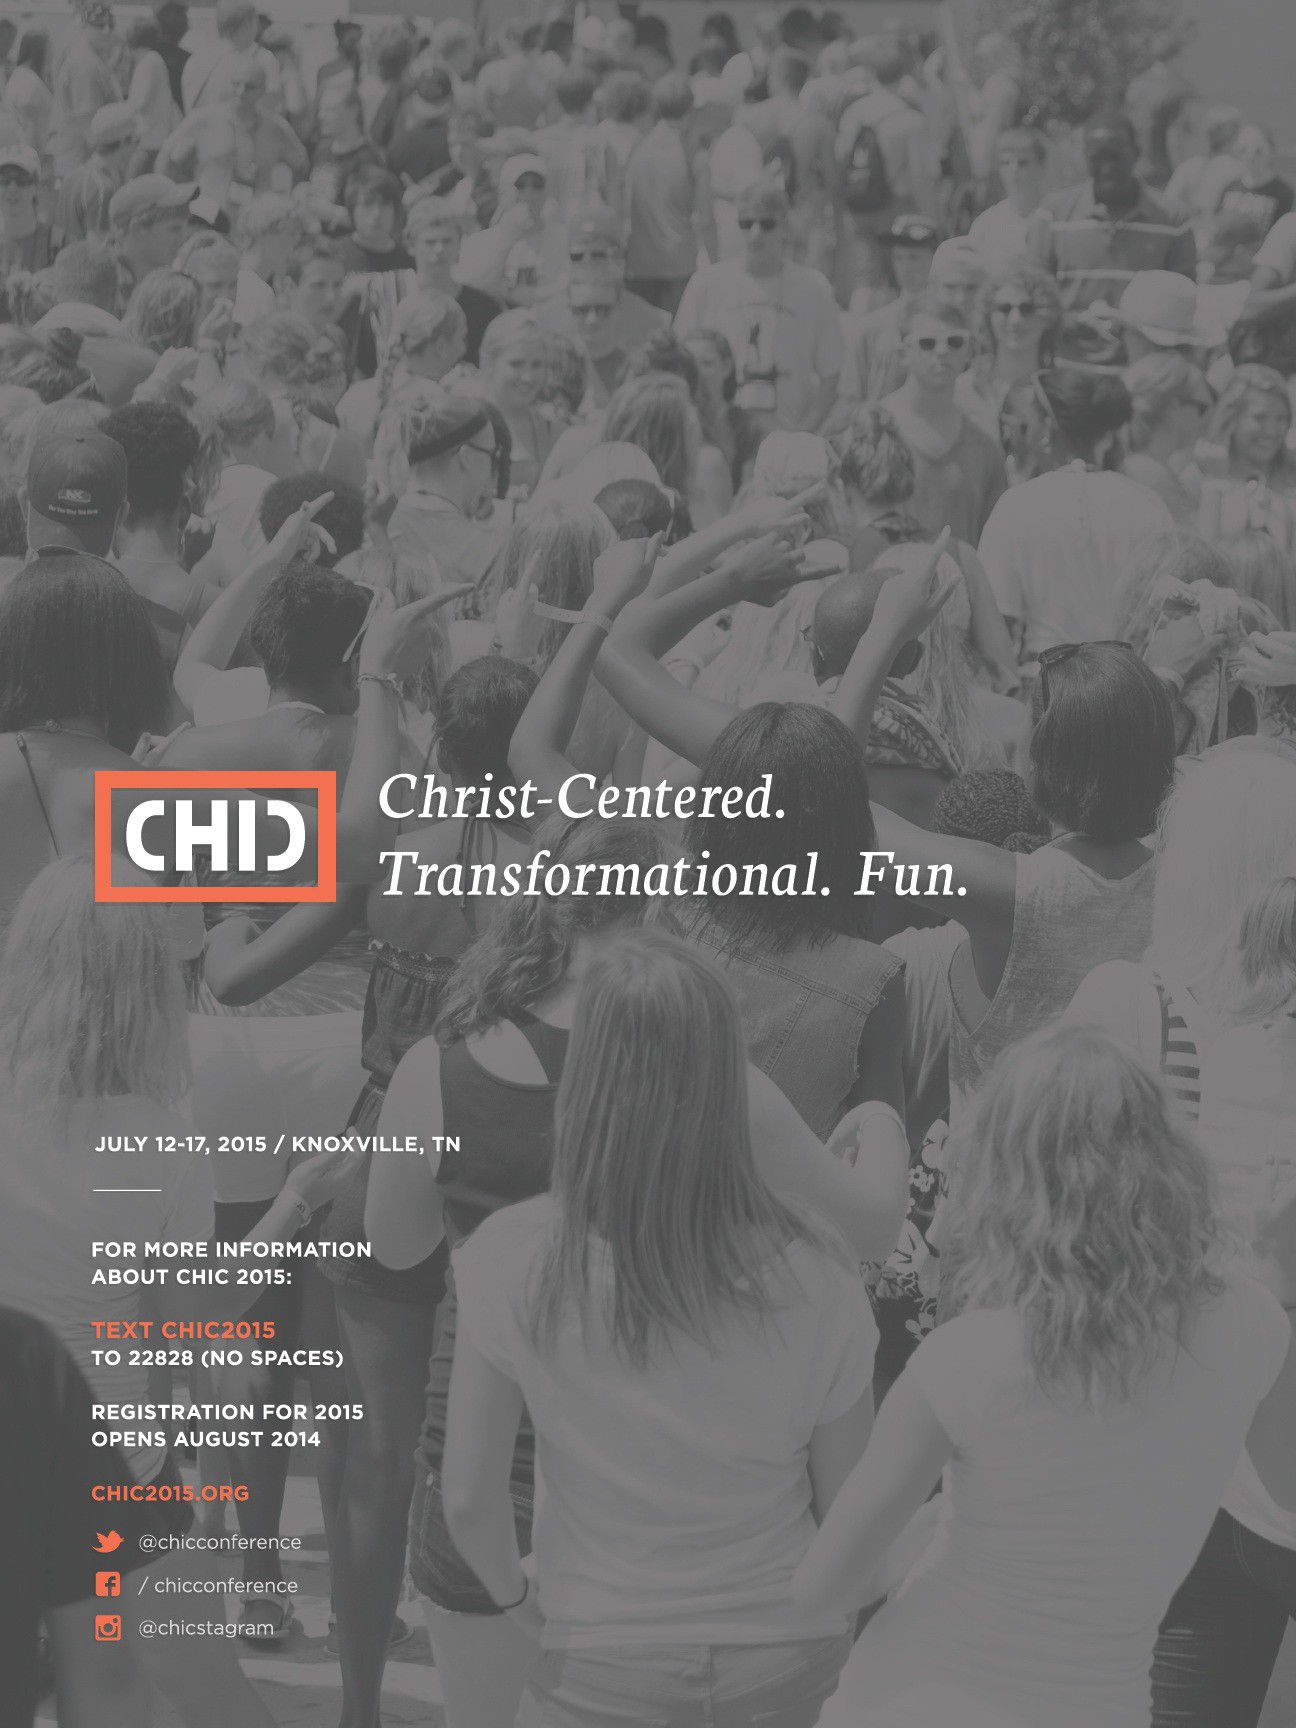 CHIC
Christ-Centered.
Transformational. Fun.
JULY 12-17, 2015 / KNOXVILLE, TN
FOR MORE INFORMATION
ABOUT CHIC 2015:
TEXT CHIC2015
TO 22828 (NO SPACES)
REGISTRATION FOR 2015
OPENS AUGUST 2014
CHIC2015.ORG
@chicconference
/ chicconference
@chicstagram